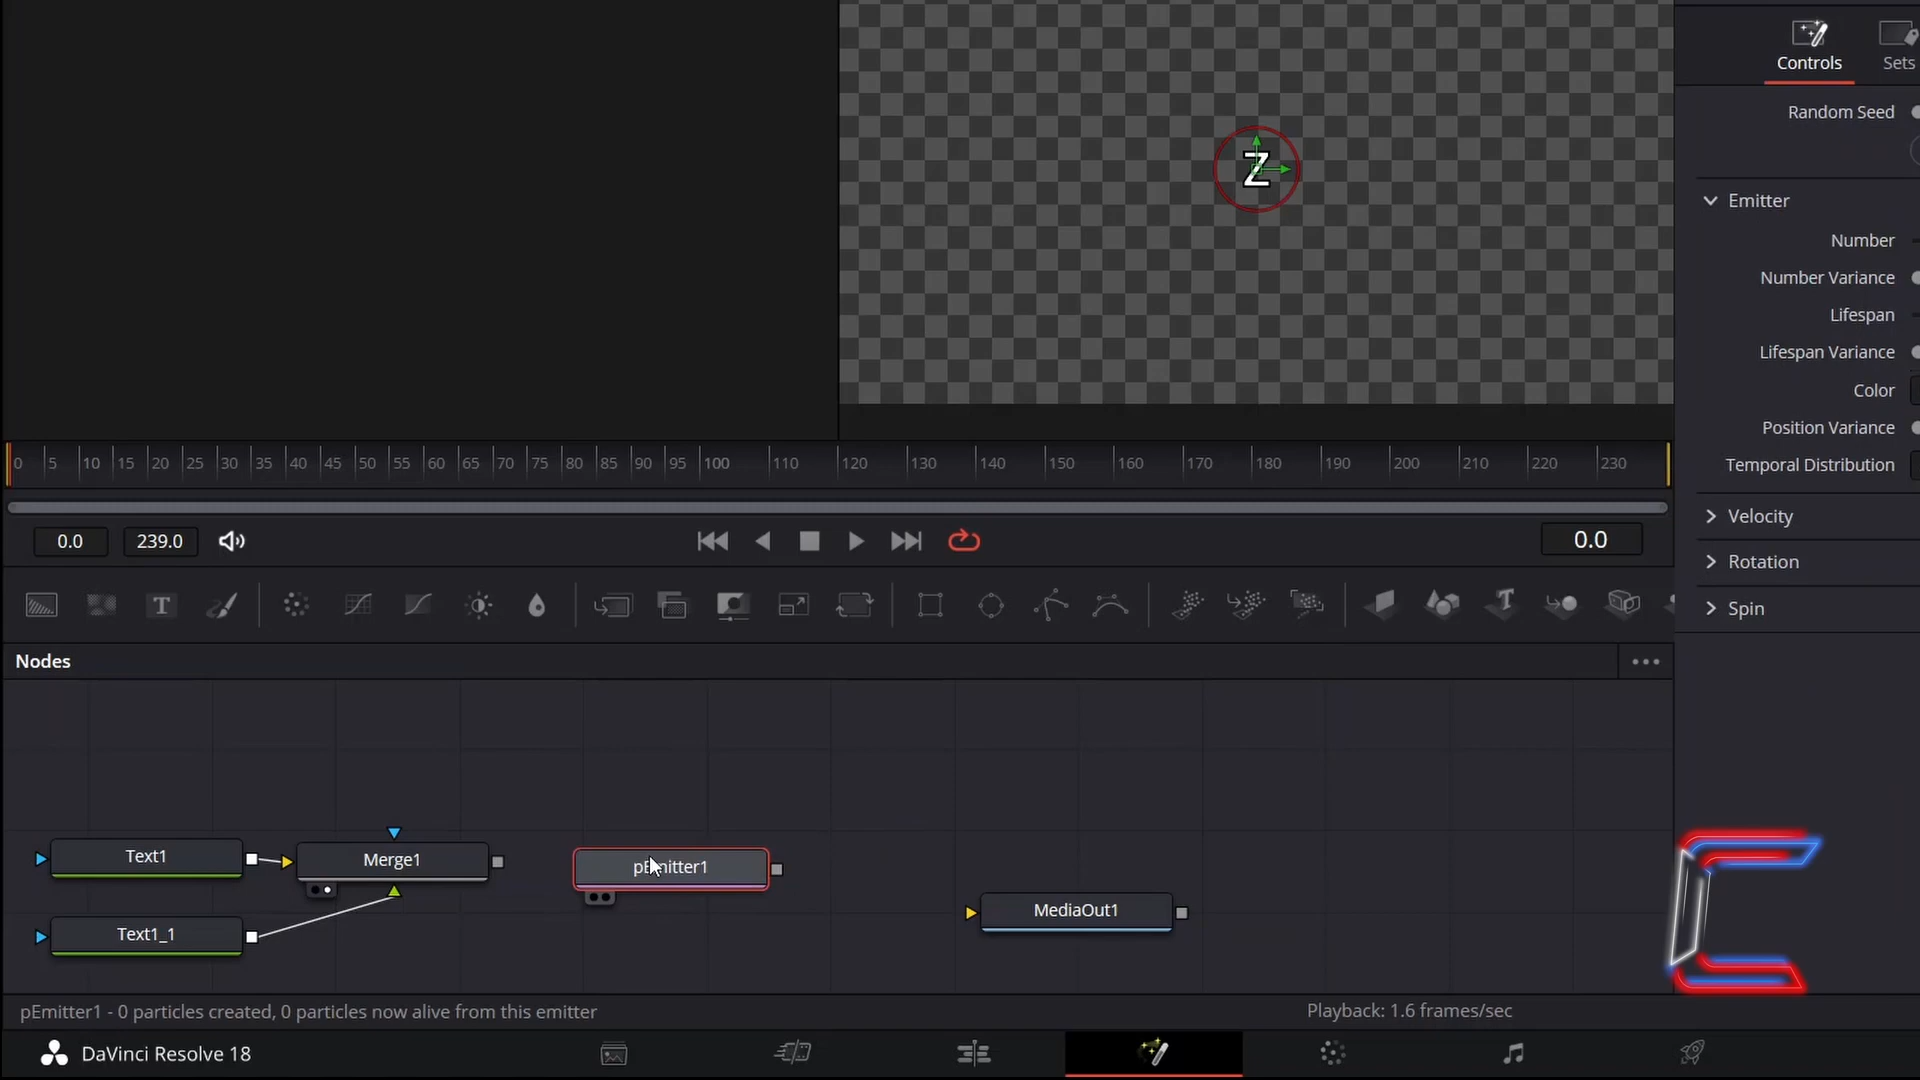 Controls
Sets
Random Seed
Z
Emitter
Number
Number Variance
Lifespan
Lifespan Variance
Color
Position Variance
Temporal Distribution
0 5 10 15 20 25 30 35 40 45 50 55 60 65 70 75 80 85 90 95 100 110 120 130 140 150 160 170 180 190 200 210 220 230
Velocity
0.0 239.0 0.0
Rotation
T T
Spin
Nodes
Text1
Merge1
pEmitter1
MediaOut1
Text1_1
C
pEmitter1 - 0 particles created, 0 particles now alive from this emitter
Playback: 1.6 frames/sec
DaVinci Resolve 18